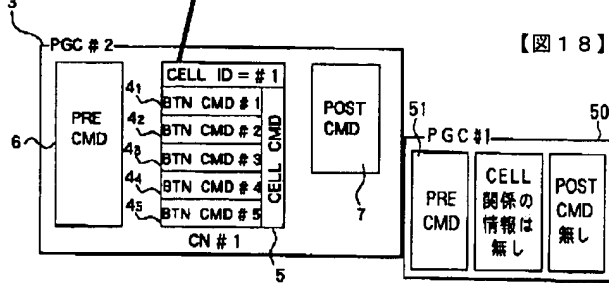 3
PGC # 2
【図１８】
CELL ID = # 1
4₁
BTN CMD # 1
4₂
BTN CMD # 2
4₃
BTN CMD # 3
4₄
BTN CMD # 4
4₅
BTN CMD # 5
CELL CMD
6
PRE
CMD
POST
CMD
7
CN # 1
5
50
51
PGC #1
PRE
CMD
CELL
関係の
情報は
無し
POST
CMD
無し